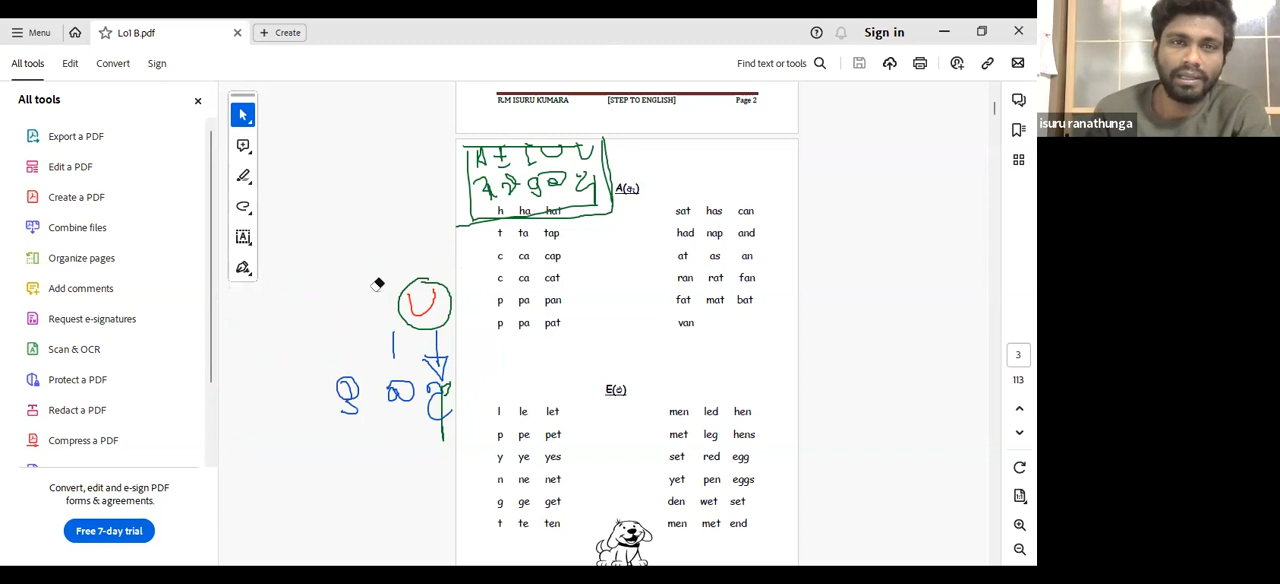 Menu
Lo1 B.pdf
Create
Sign in
All tools Edit Convert Sign
Find text or tools
All tools
Export a PDF
Edit a PDF
Create a PDF
Combine files
Organize pages
Add comments
Request e-signatures
Scan & OCR
Protect a PDF
Redact a PDF
Compress a PDF
Convert, edit and e-sign PDF
forms & agreements.
Free 7-day trial
R.M ISURU KUMARA [STEP TO ENGLISH] Page 2
A E I O U
A(ඇ)
h ha hat sat has can
t ta tap had nap and
c ca cap at as an
c ca cat ran rat fan
p pa pan fat mat bat
p pa pat van
U
E(එ)
l le let men led hen
p pe pet met leg hens
y ye yes set red egg
n ne net yet pen eggs
g ge get den wet set
t te ten men met end
3
113
isuru ranathunga